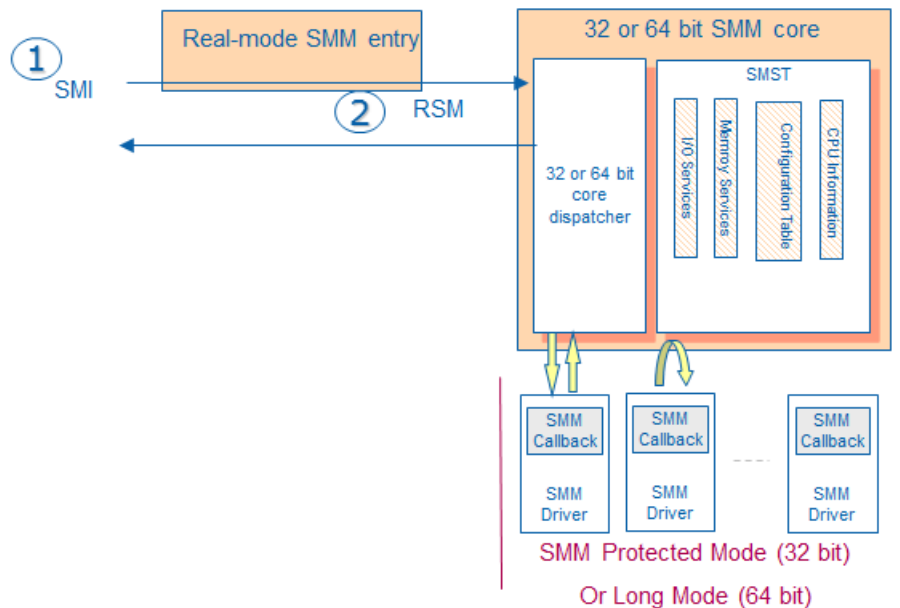 Real-mode SMM entry
1
SMI
2
RSM
32 or 64 bit SMM core
32 or 64 bit
core
dispatcher
SMST
I/O Services
Memroy Services
Configuration Table
CPU Information
SMM
Callback
SMM
Driver
SMM
Callback
SMM
Driver
SMM
Callback
SMM
Driver
SMM Protected Mode (32 bit)
Or Long Mode (64 bit)